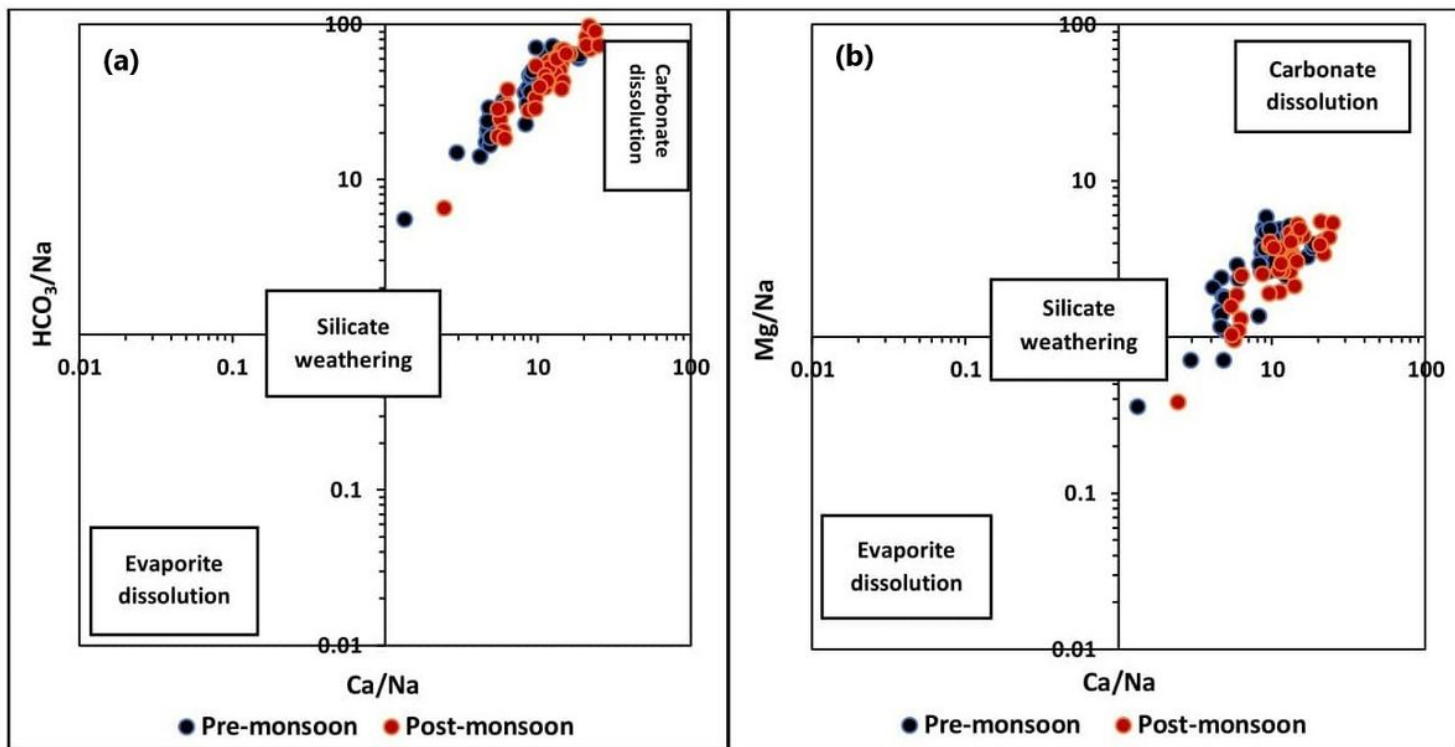 (a)
100
10
0.1
0.01
0.01
0.1
10
100
HCO₃/Na
Ca/Na
Carbonate
dissolution
Silicate
weathering
Evaporite
dissolution
Pre-monsoon
Post-monsoon
(b)
100
10
0.1
0.01
0.01
0.1
10
100
Mg/Na
Ca/Na
Carbonate
dissolution
Silicate
weathering
Evaporite
dissolution
Pre-monsoon
Post-monsoon